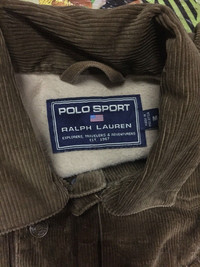 POLO SPORT
RALPH LAUREN
EXPLORERS, TRAVELERS & ADVENTURERS
EST. 1967